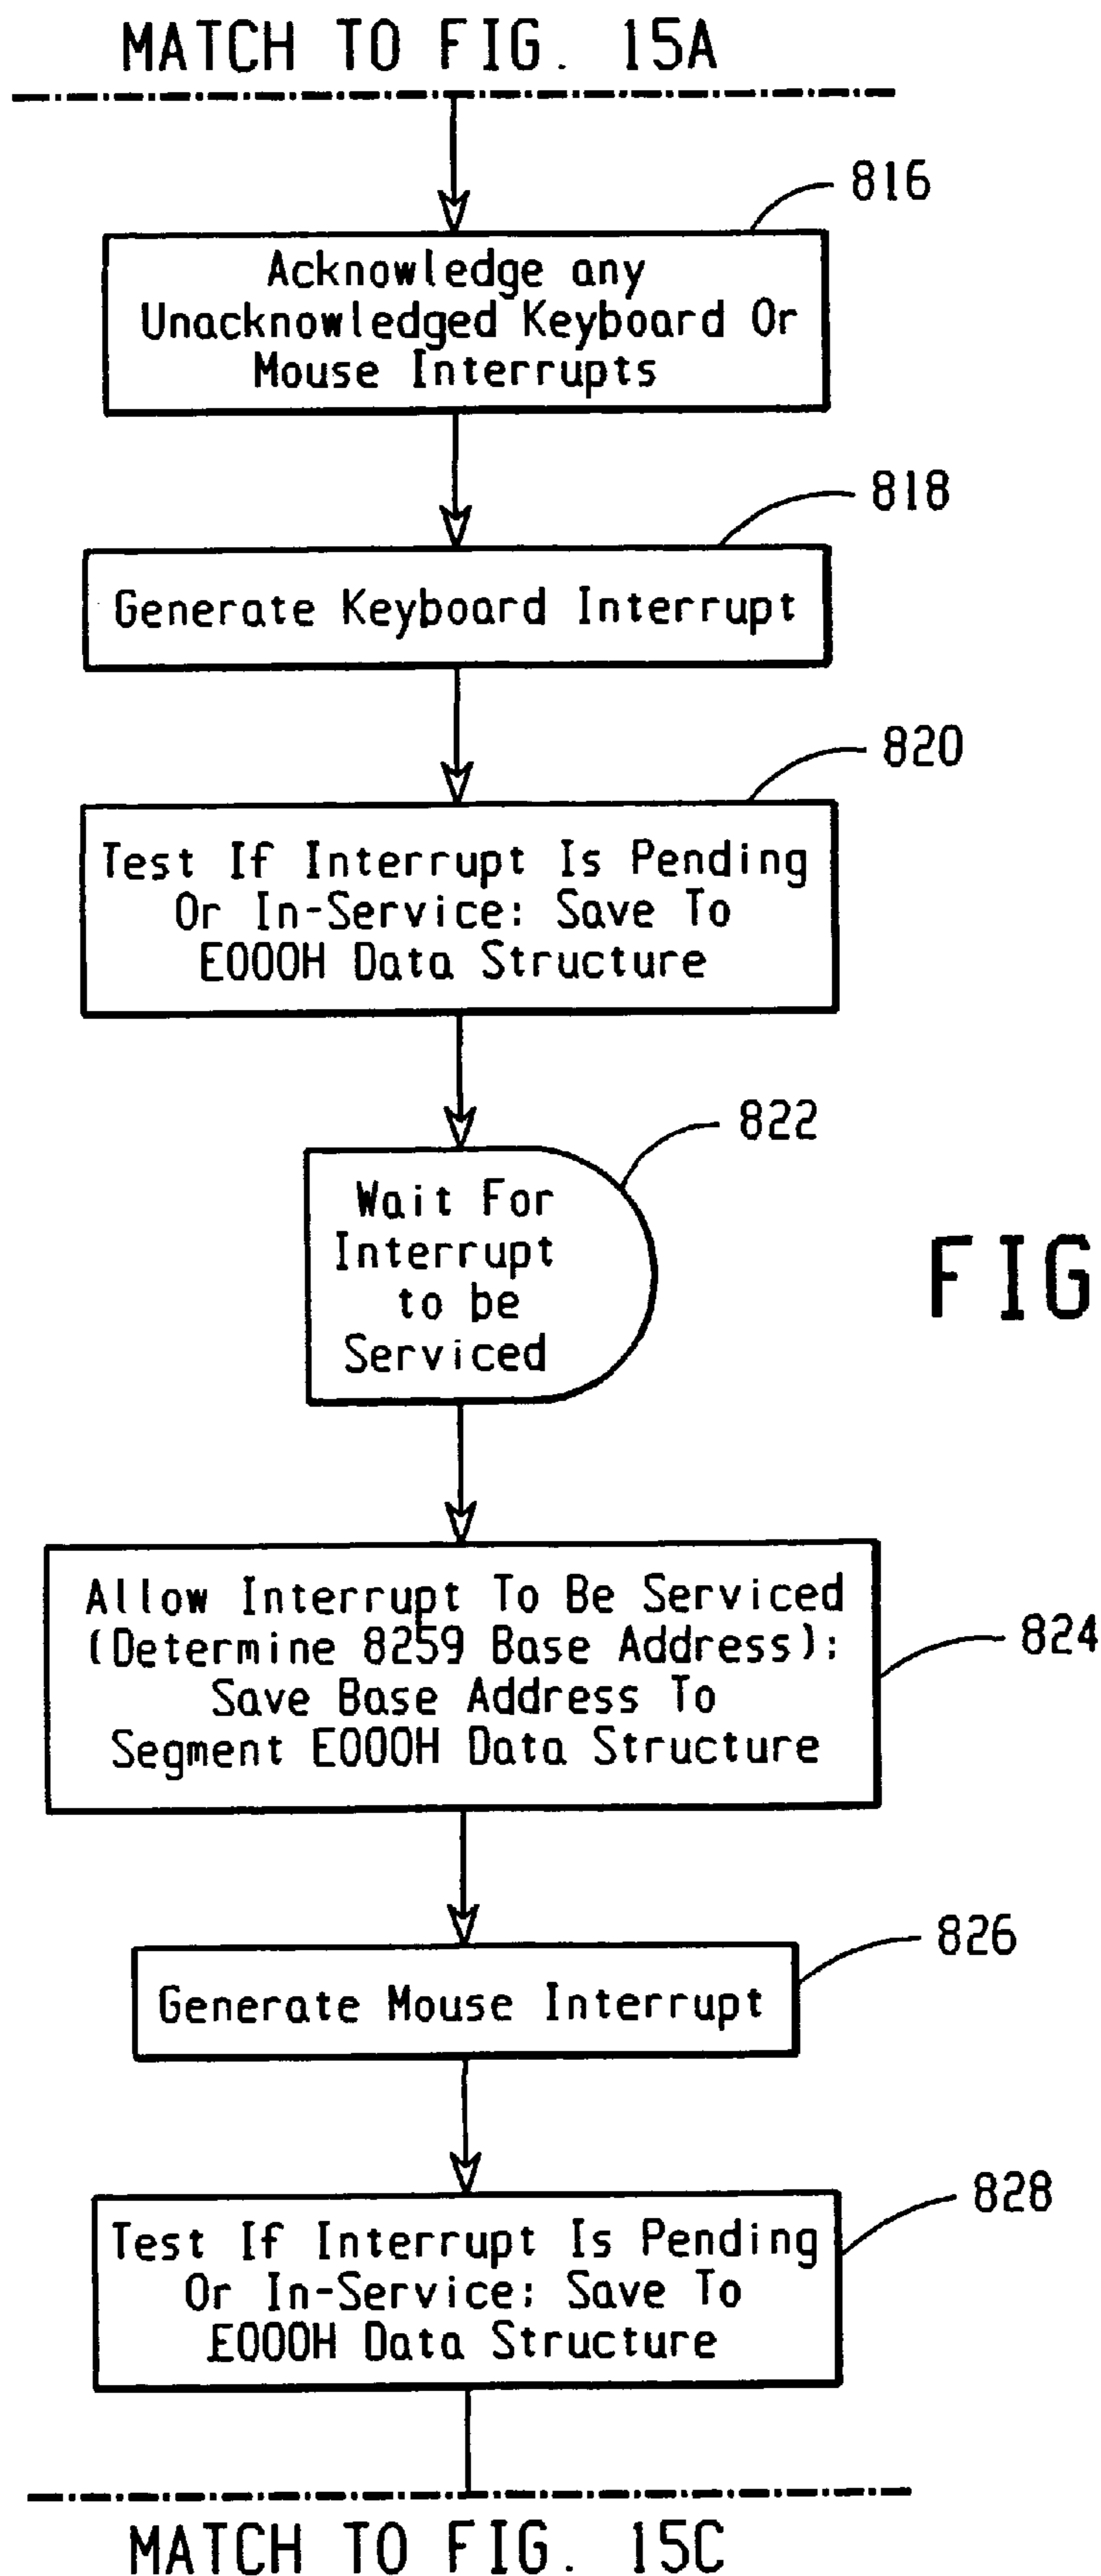 MATCH TO FIG. 15A
816
Acknowledge any
Unacknowledged Keyboard Or
Mouse Interrupts
818
Generate Keyboard Interrupt
820
Test If Interrupt Is Pending
Or In-Service: Save To
E000H Data Structure
822
Wait For
Interrupt
to be
Serviced
FIG
Allow Interrupt To Be Serviced
(Determine 8259 Base Address);
Save Base Address To
Segment E000H Data Structure
824
826
Generate Mouse Interrupt
828
Test If Interrupt Is Pending
Or In-Service; Save To
E000H Data Structure
MATCH TO FIG. 15C